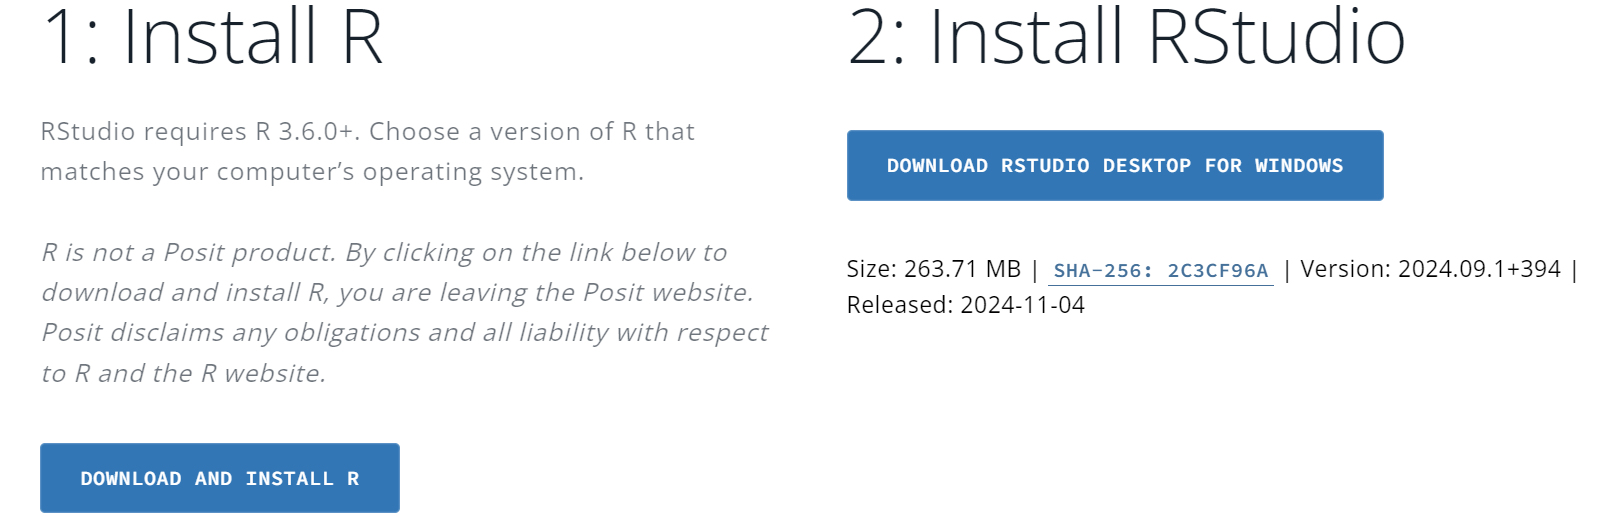 1: Install R
RStudio requires R 3.6.0+. Choose a version of R that
matches your computer’s operating system.
R is not a Posit product. By clicking on the link below to
download and install R, you are leaving the Posit website.
Posit disclaims any obligations and all liability with respect
to R and the R website.
DOWNLOAD AND INSTALL R
2: Install RStudio
DOWNLOAD RSTUDIO DESKTOP FOR WINDOWS
Size: 263.71 MB | SHA-256: 2C3CF96A | Version: 2024.09.1+394 |
Released: 2024-11-04